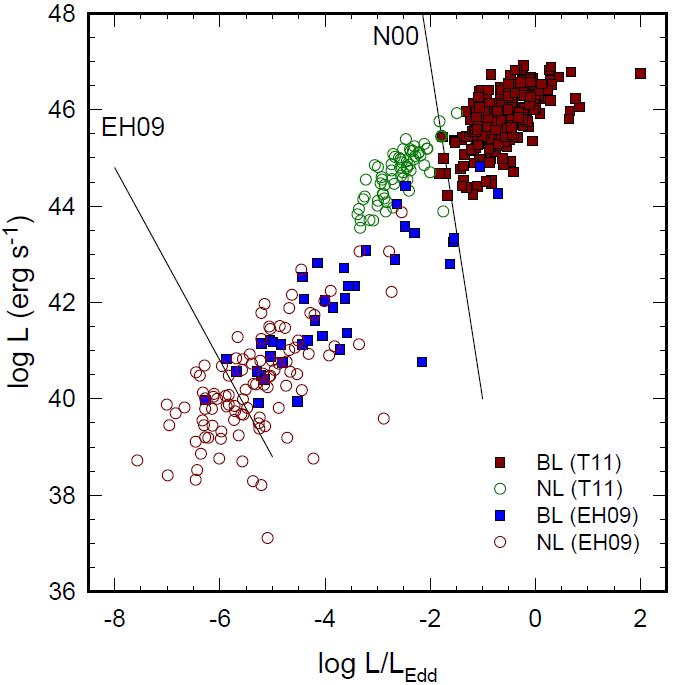 48
46
44
42
40
38
36
log L (erg s-1)
N00
EH09
BL (T11)
NL (T11)
BL (EH09)
NL (EH09)
-8 -6 -4 -2 0 2
log L/LEdd